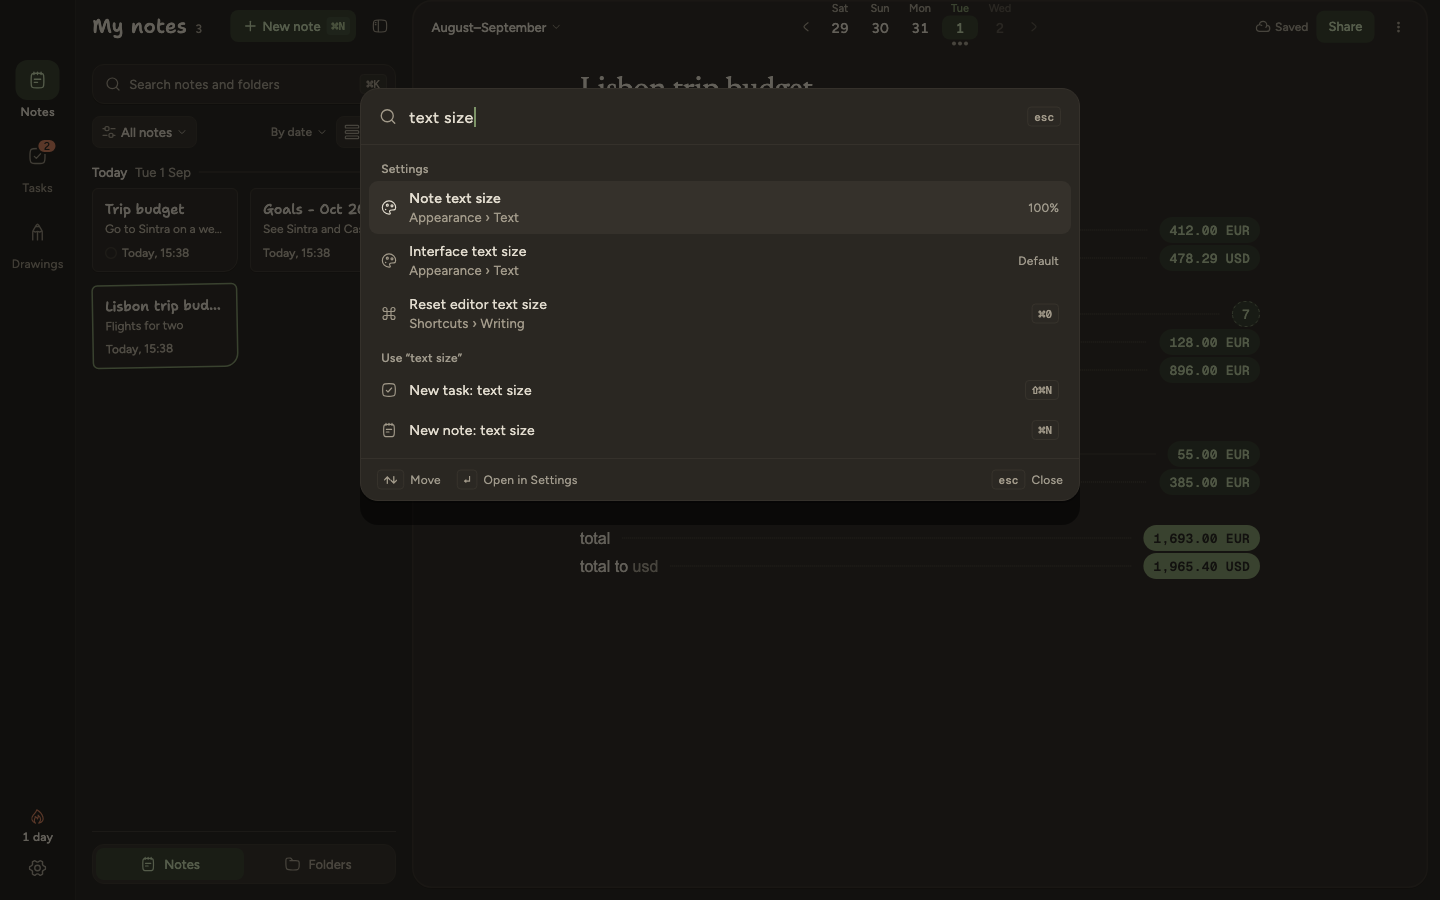 My notes 3
New note ⌘N
Search notes and folders ⌘K
All notes
By date
Notes
2
Tasks
Drawings
Today Tue 1 Sep
Trip budget
Go to Sintra on a we...
Today, 15:38
Goals - Oct 26
See Sintra and Cas
Today, 15:38
Lisbon trip bud...
Flights for two
Today, 15:38
1 day
Notes
Folders
August–September
Sat Sun Mon Tue Wed
29 30 31 1 2
Saved
Share
Lisbon trip budget
text size
esc
Settings
Note text size
Appearance › Text
100%
Interface text size
Appearance › Text
Default
Reset editor text size
Shortcuts › Writing
⌘0
Use “text size”
New task: text size
⇧⌘N
New note: text size
⌘N
Move
↵ Open in Settings
esc Close
412.00 EUR
478.29 USD
7
128.00 EUR
896.00 EUR
55.00 EUR
385.00 EUR
total 1,693.00 EUR
total to usd 1,965.40 USD